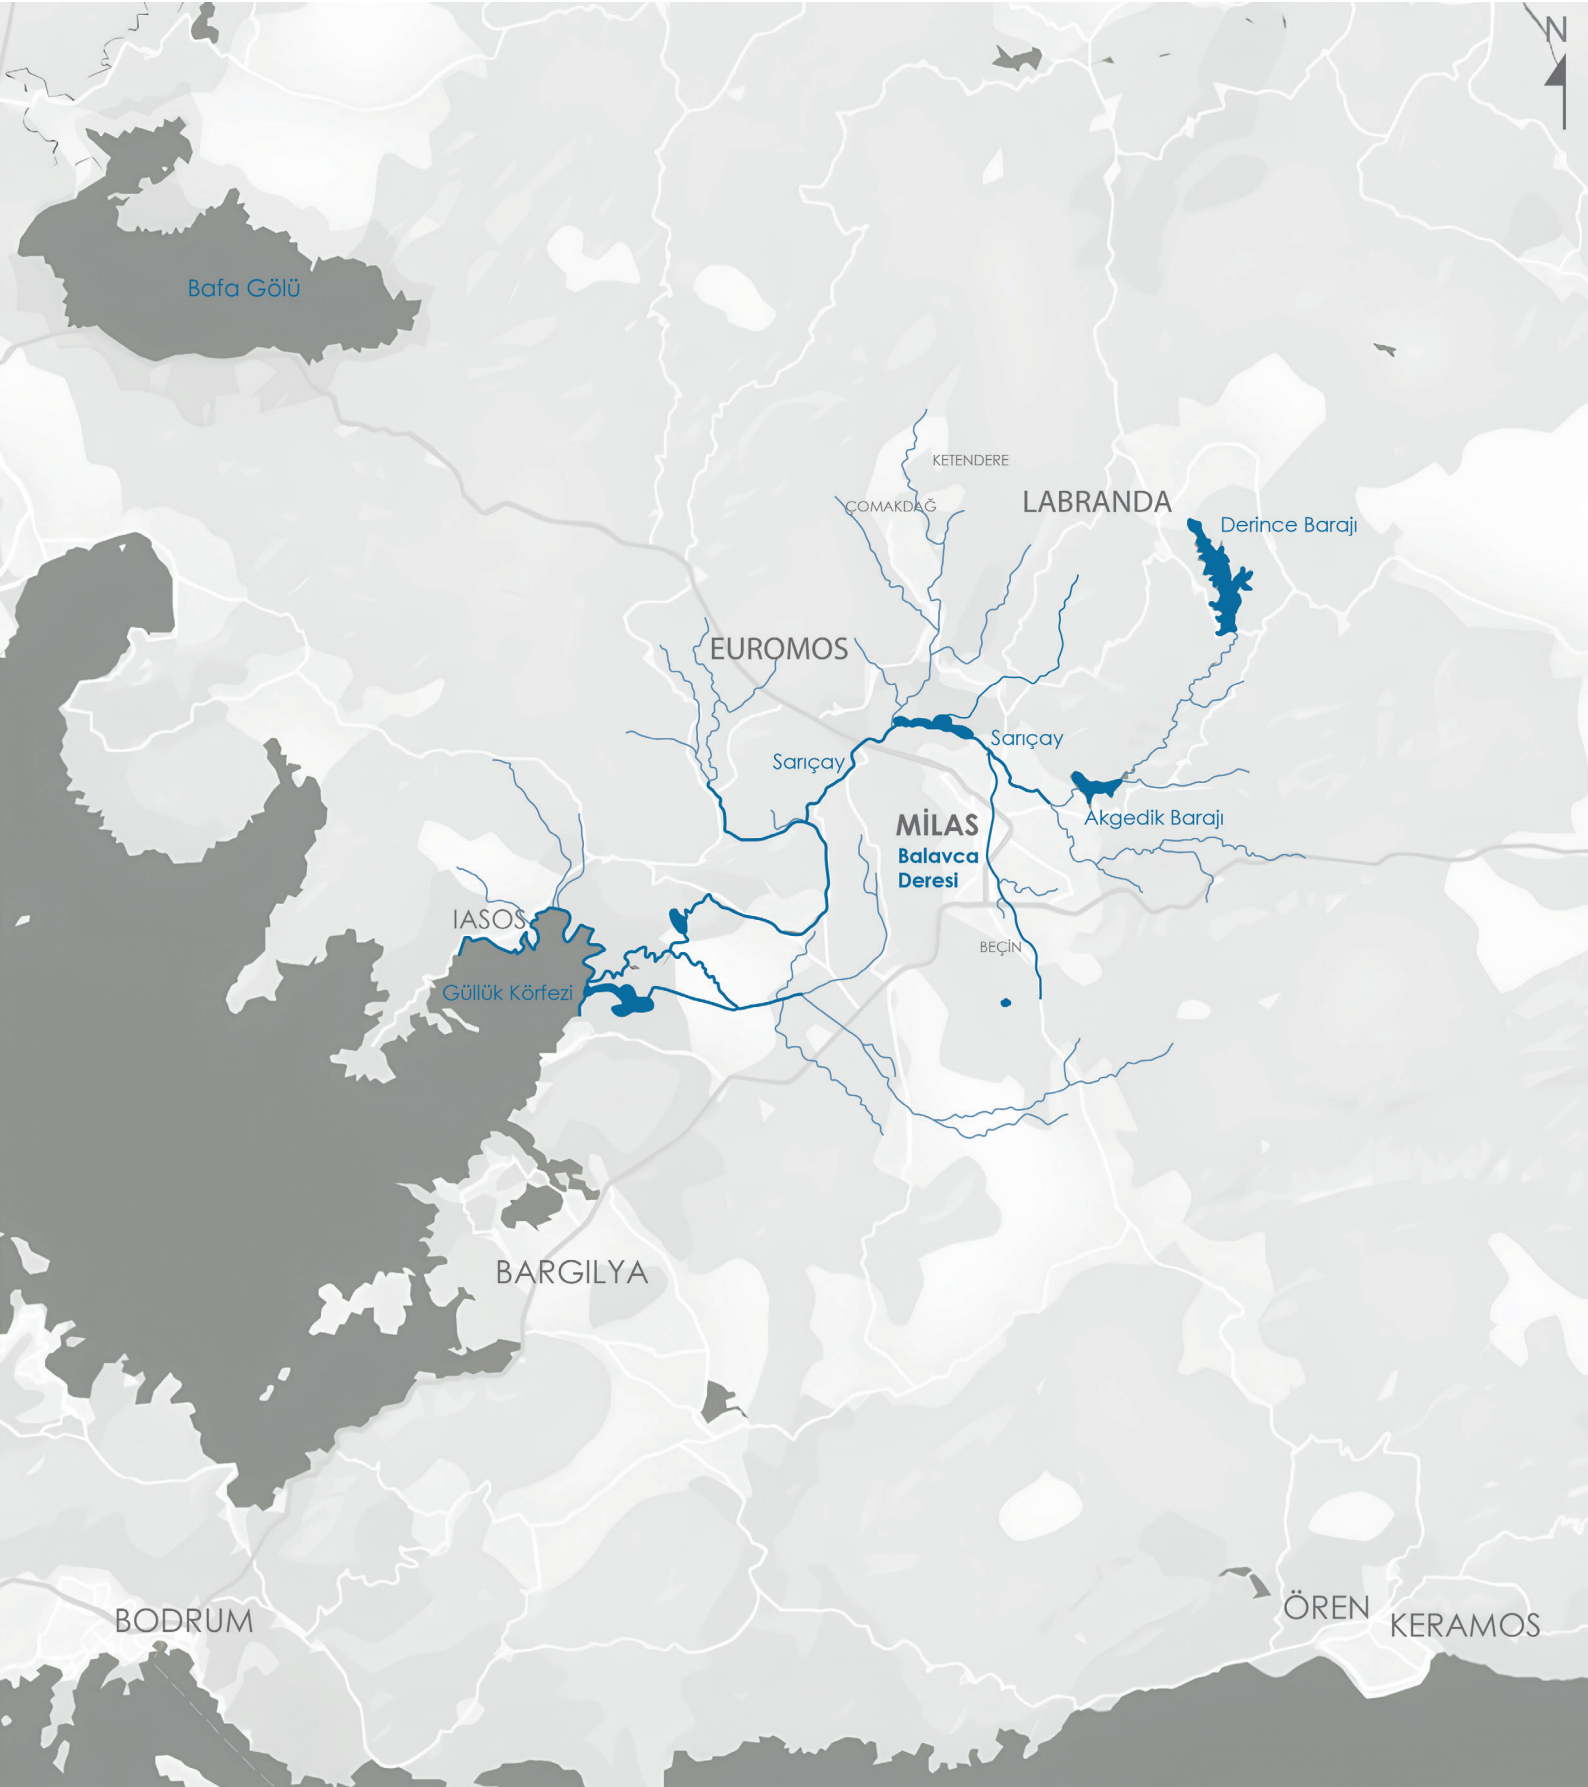 N
Bafa Gölü
KETENDERE
LABRANDA
ÇOMAKDAĞ
Derince Barajı
EUROMOS
Sarıçay
Sarıçay
Akgedik Barajı
MİLAS
Balavca
Deresi
IASOS
BEÇİN
Güllük Körfezi
BARGILYA
ÖREN
BODRUM
KERAMOS